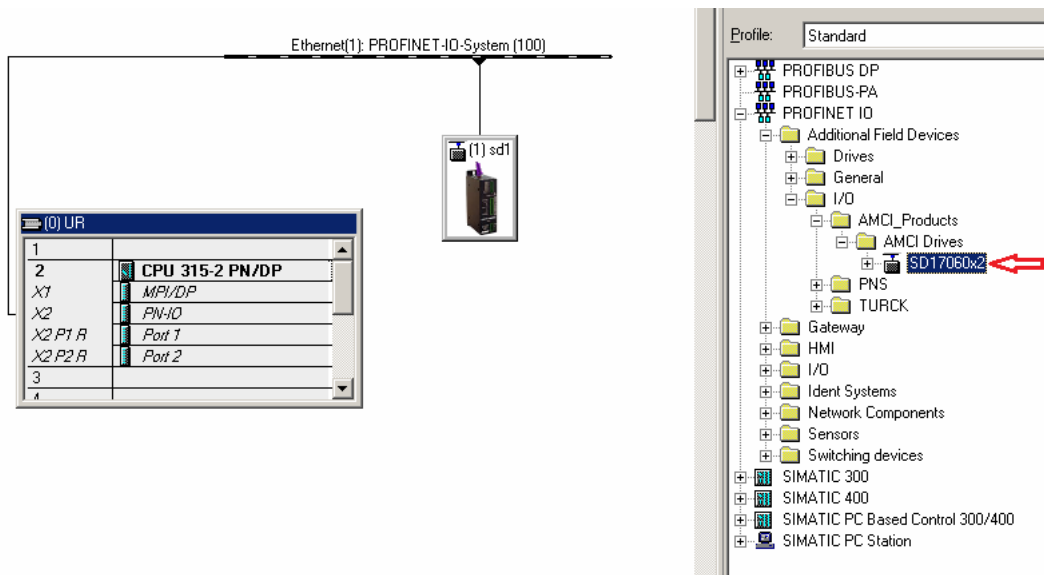 Ethernet(1): PROFINET-IO-System (100)
(1) sd1
(0) UR
1
2 CPU 315-2 PN/DP
X1 MPI/DP
X2 PN-IO
X2 P1 R Port 1
X2 P2 R Port 2
3
4
Profile: Standard
PROFIBUS DP
PROFIBUS-PA
PROFINET IO
Additional Field Devices
Drives
General
I/O
AMCI_Products
AMCI Drives
SD17060x2
PNS
TURCK
Gateway
HMI
I/O
Ident Systems
Network Components
Sensors
Switching devices
SIMATIC 300
SIMATIC 400
SIMATIC PC Based Control 300/400
SIMATIC PC Station